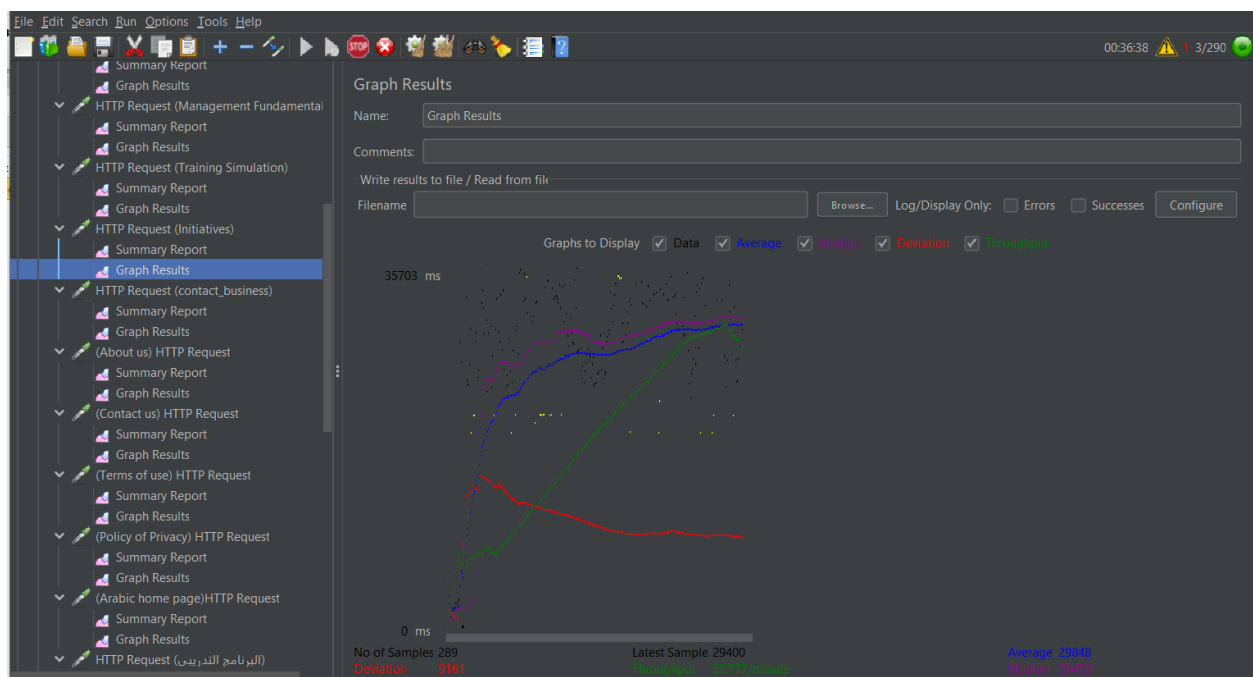 File Edit Search Run Options Tools Help
STOP
00:36:38 1 3/290
Summary Report
Graph Results
HTTP Request (Management Fundamental
Summary Report
Graph Results
HTTP Request (Training Simulation)
Summary Report
Graph Results
HTTP Request (Initiatives)
Summary Report
Graph Results
HTTP Request (contact_business)
Summary Report
Graph Results
(About us) HTTP Request
Summary Report
Graph Results
(Contact us) HTTP Request
Summary Report
Graph Results
(Terms of use) HTTP Request
Summary Report
Graph Results
(Policy of Privacy) HTTP Request
Summary Report
Graph Results
(Arabic home page)HTTP Request
Summary Report
Graph Results
HTTP Request (البرنامج التدريبي)
Graph Results
Name: Graph Results
Comments:
Write results to file / Read from file
Filename Browse... Log/Display Only: Errors Successes Configure
Graphs to Display Data Average Median Deviation Throughput
35703 ms
0 ms
No of Samples 289 Latest Sample 29400 Average 29848
Deviation 9161 Throughput 57.777/minute Median